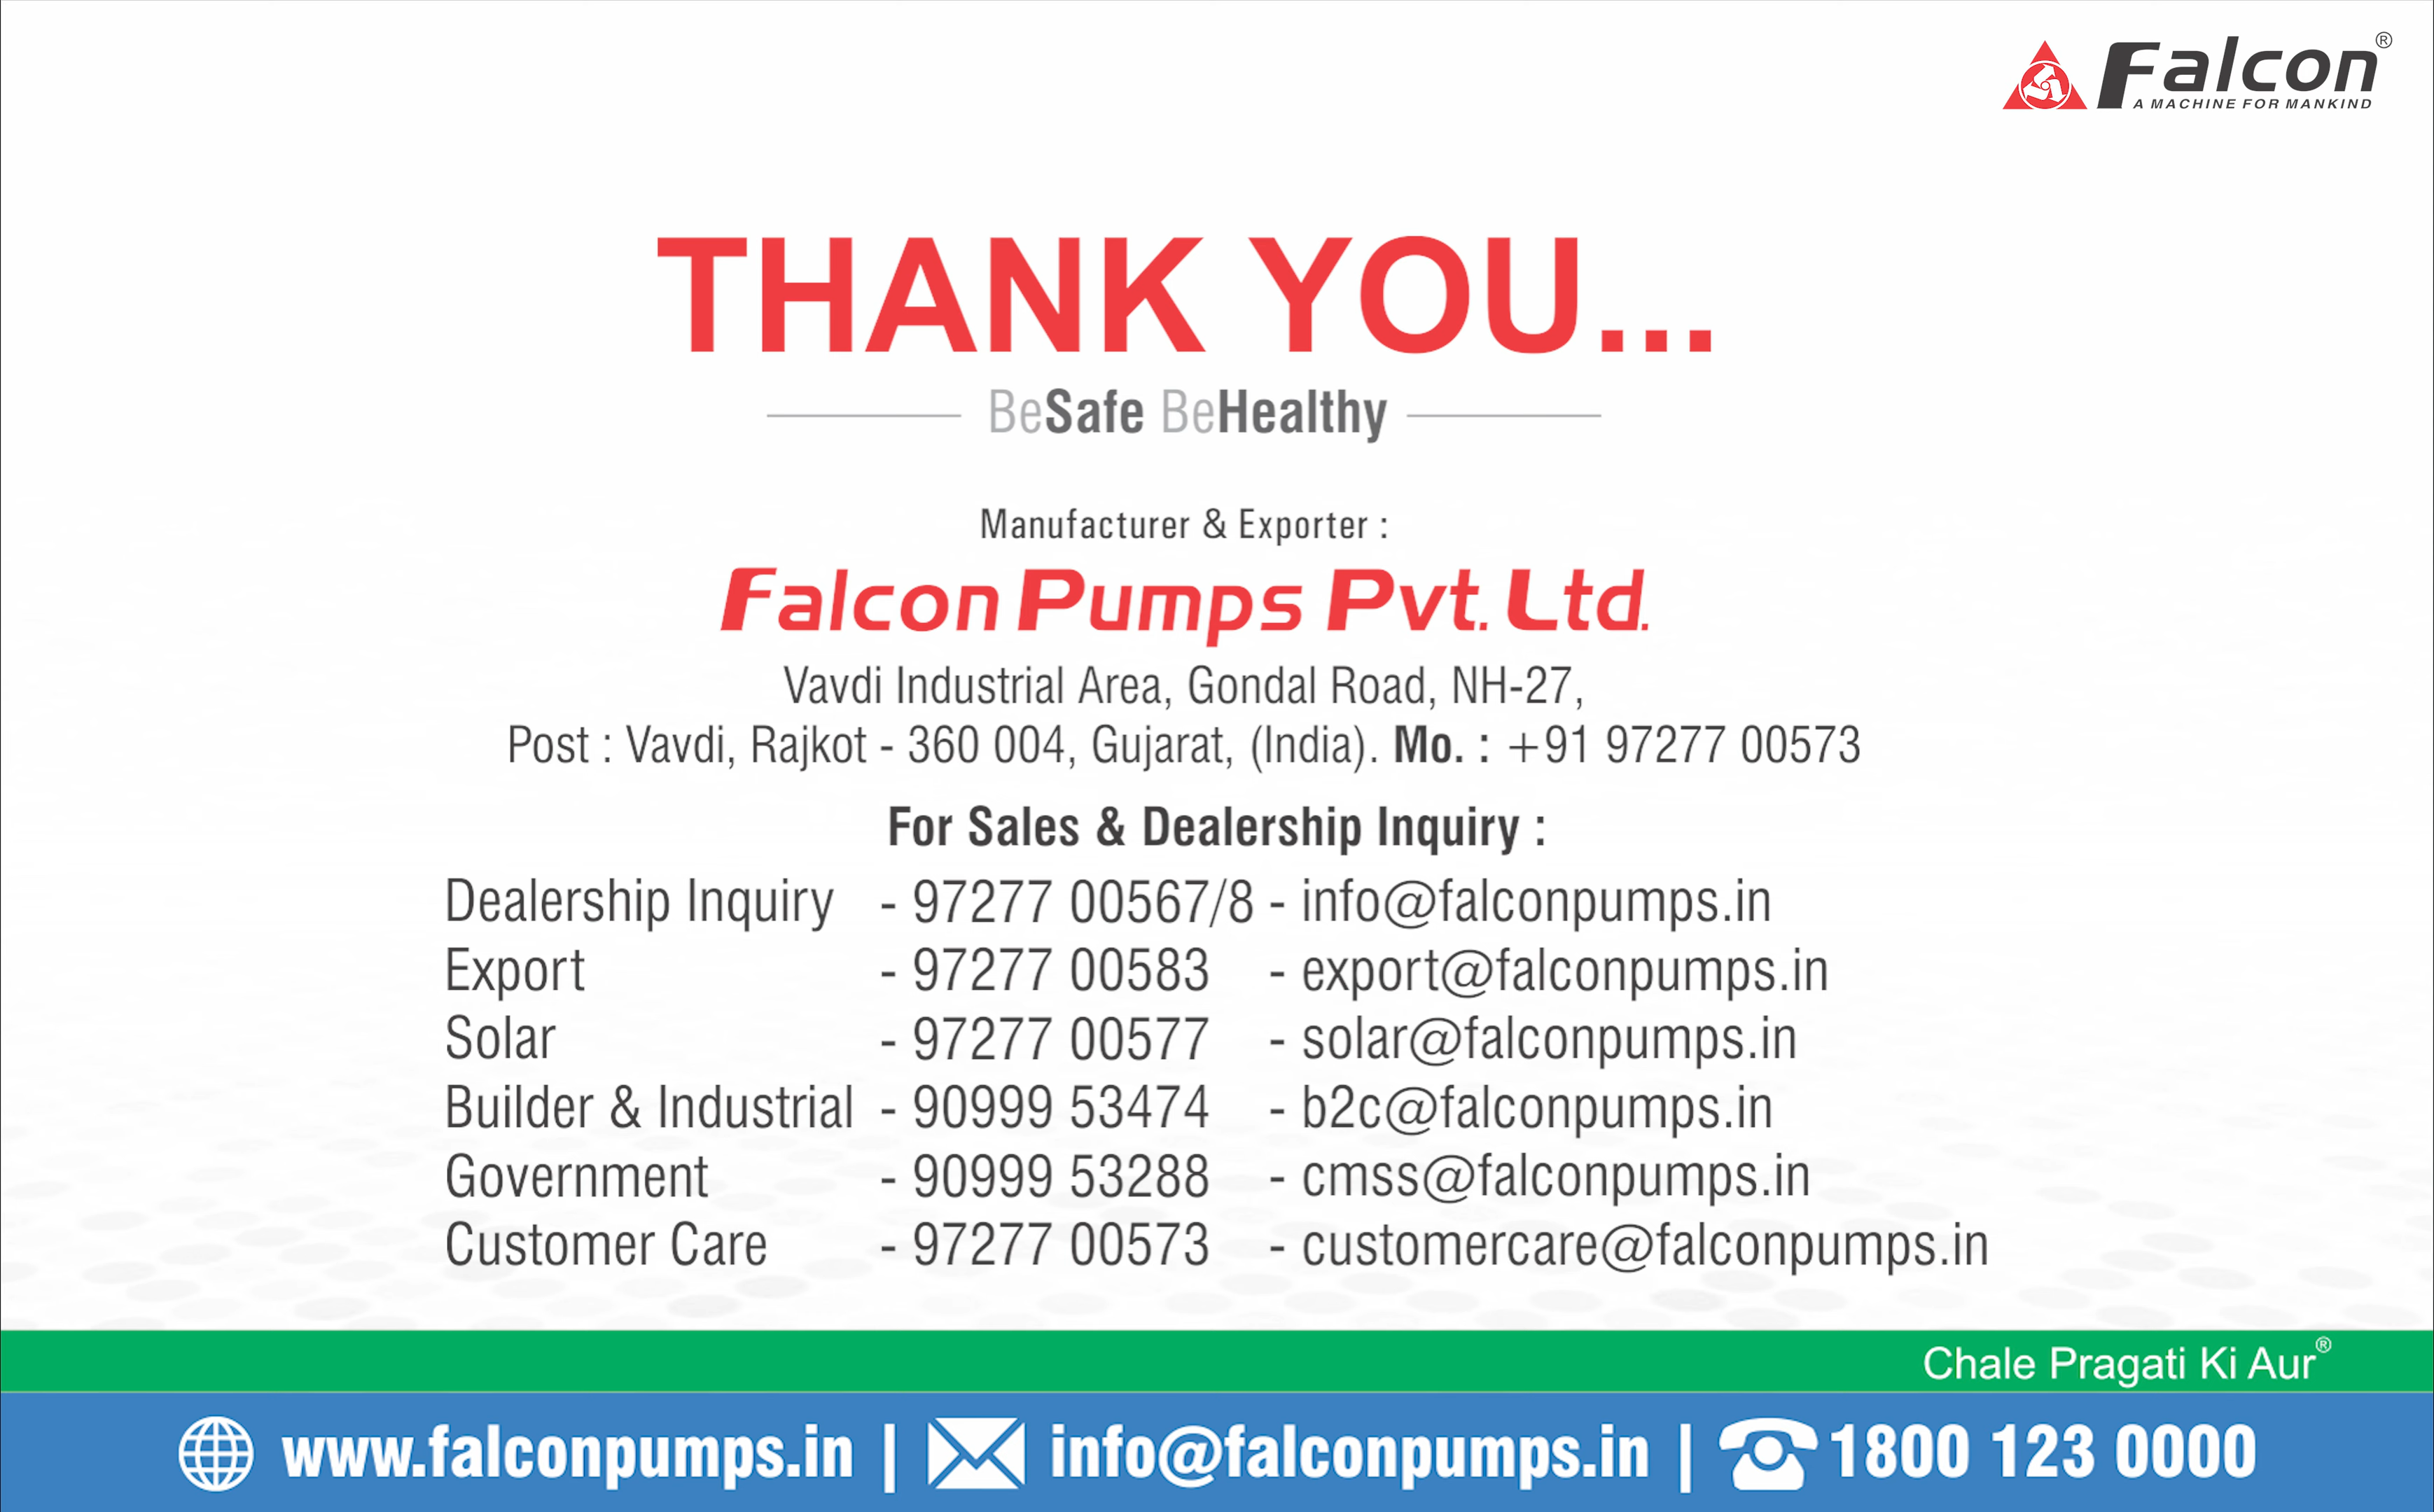 Falcon®
A MACHINE FOR MANKIND
THANK YOU...
BeSafe BeHealthy
Manufacturer & Exporter :
Falcon Pumps Pvt. Ltd.
Vavdi Industrial Area, Gondal Road, NH-27,
Post : Vavdi, Rajkot - 360 004, Gujarat, (India). Mo. : +91 97277 00573
For Sales & Dealership Inquiry :
Dealership Inquiry - 97277 00567/8 - info@falconpumps.in
Export - 97277 00583 - export@falconpumps.in
Solar - 97277 00577 - solar@falconpumps.in
Builder & Industrial - 90999 53474 - b2c@falconpumps.in
Government - 90999 53288 - cmss@falconpumps.in
Customer Care - 97277 00573 - customercare@falconpumps.in
Chale Pragati Ki Aur®
www.falconpumps.in | info@falconpumps.in | 1800 123 0000